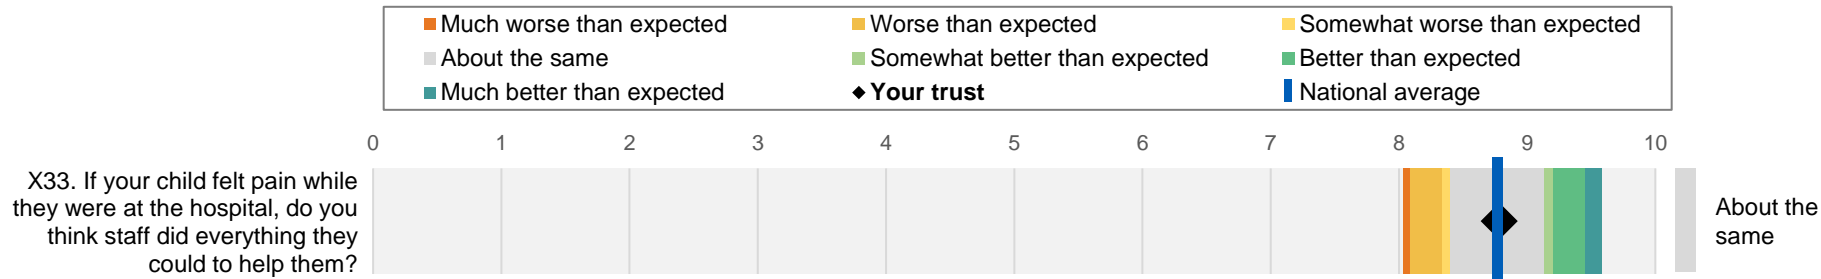 Much worse than expected
Worse than expected
Somewhat worse than expected
About the same
Somewhat better than expected
Better than expected
Much better than expected
Your trust
National average
0 1 2 3 4 5 6 7 8 9 10
X33. If your child felt pain while
they were at the hospital, do you
think staff did everything they
could to help them?
About the
same